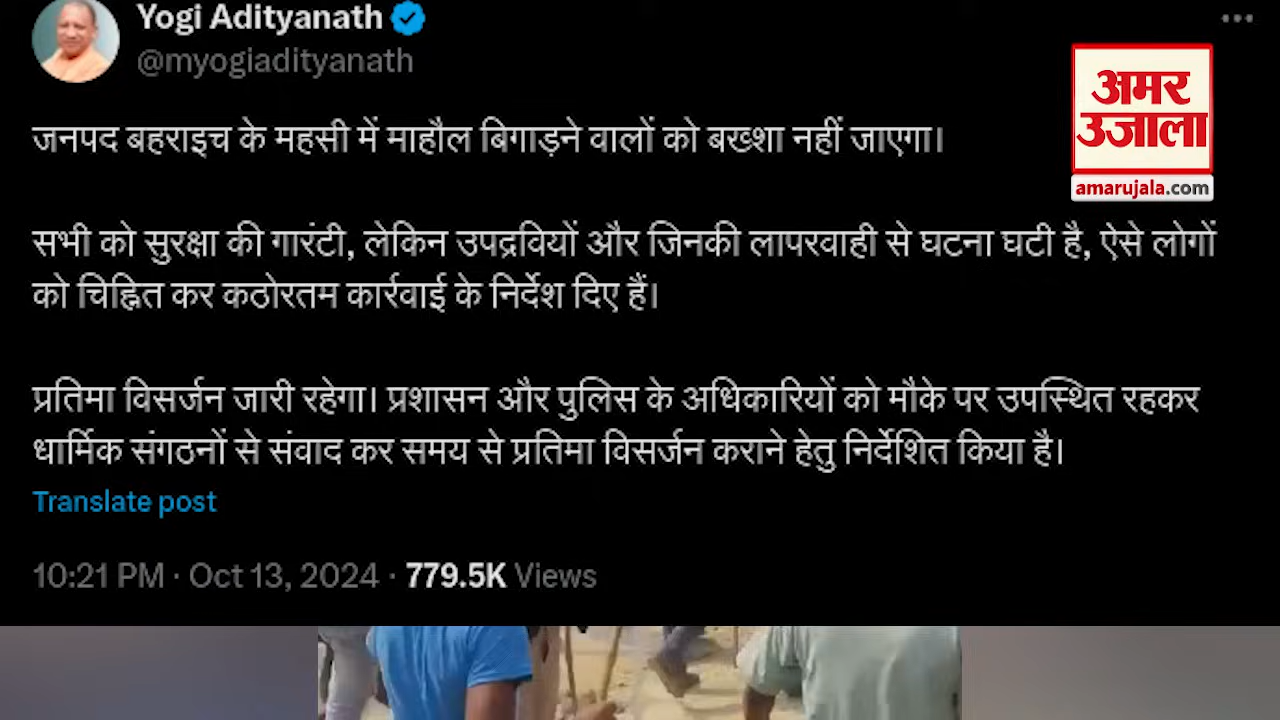 Yogi Adityanath
@myogiadityanath
अमर
उजाला
amarujala.com
जनपद बहराइच के महसी में माहौल बिगाड़ने वालों को बख्शा नहीं जाएगा।
सभी को सुरक्षा की गारंटी, लेकिन उपद्रवियों और जिनकी लापरवाही से घटना घटी है, ऐसे लोगों
को चिह्नित कर कठोरतम कार्रवाई के निर्देश दिए हैं।
प्रतिमा विसर्जन जारी रहेगा। प्रशासन और पुलिस के अधिकारियों को मौके पर उपस्थित रहकर
धार्मिक संगठनों से संवाद कर समय से प्रतिमा विसर्जन कराने हेतु निर्देशित किया है।
Translate post
10:21 PM · Oct 13, 2024 · 779.5K Views